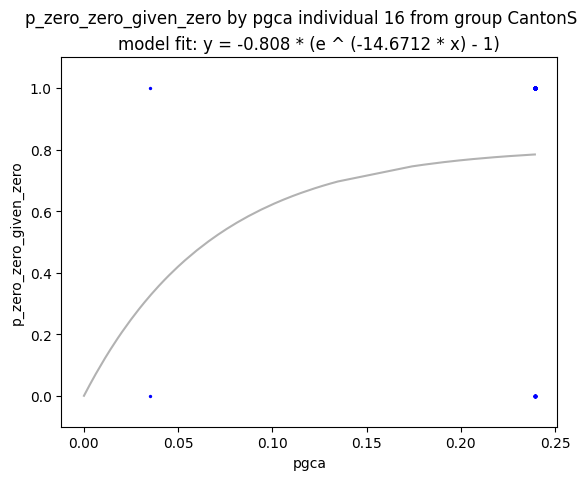 p_zero_zero_given_zero by pgca individual 16 from group CantonS
model fit: y = -0.808 * (e ^ (-14.6712 * x) - 1)
1.0
0.8
0.6
0.4
0.2
0.0
p_zero_zero_given_zero
0.00 0.05 0.10 0.15 0.20 0.25
pgca